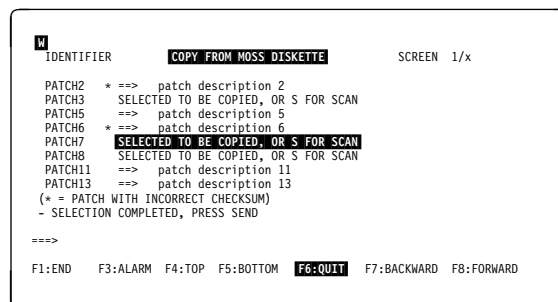 W
IDENTIFIER COPY FROM MOSS DISKETTE SCREEN 1/x
PATCH2 * ==> patch description 2
PATCH3 SELECTED TO BE COPIED, OR S FOR SCAN
PATCH5 ==> patch description 5
PATCH6 * ==> patch description 6
PATCH7 SELECTED TO BE COPIED, OR S FOR SCAN
PATCH8 SELECTED TO BE COPIED, OR S FOR SCAN
PATCH11 ==> patch description 11
PATCH13 ==> patch description 13
(* = PATCH WITH INCORRECT CHECKSUM)
- SELECTION COMPLETED, PRESS SEND
===>
F1:END F3:ALARM F4:TOP F5:BOTTOM F6:QUIT F7:BACKWARD F8:FORWARD